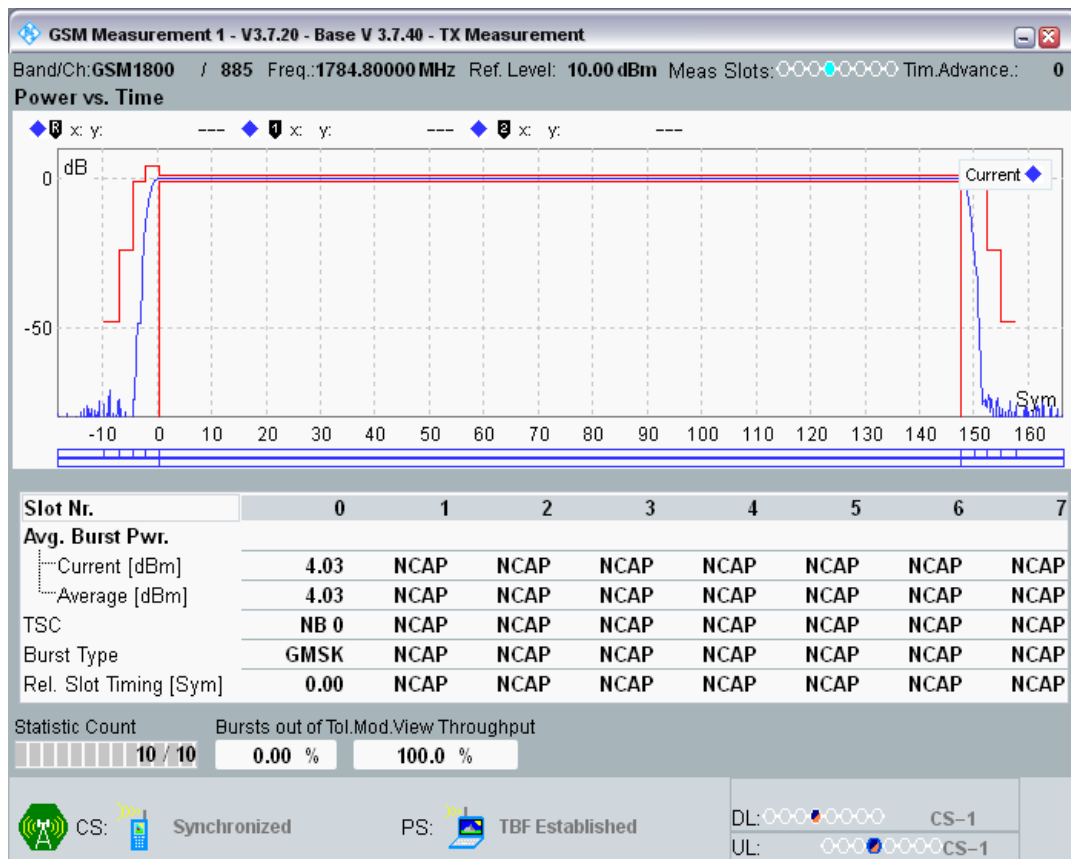 GSM Measurement 1 - V3.7.20 - Base V 3.7.40 - TX Measurement
Band/Ch:GSM1800 / 885 Freq.:1784.80000 MHz Ref. Level: 10.00 dBm Meas Slots: Tim.Advance.: 0
Power vs. Time
R x: y: --- 1 x: y: --- 2 x: y: ---
dB
Current
0
-50
Sym
-10 0 10 20 30 40 50 60 70 80 90 100 110 120 130 140 150 160
Slot Nr. 0 1 2 3 4 5 6 7
Avg. Burst Pwr.
Current [dBm] 4.03 NCAP NCAP NCAP NCAP NCAP NCAP NCAP
Average [dBm] 4.03 NCAP NCAP NCAP NCAP NCAP NCAP NCAP
TSC NB 0 NCAP NCAP NCAP NCAP NCAP NCAP NCAP
Burst Type GMSK NCAP NCAP NCAP NCAP NCAP NCAP NCAP
Rel. Slot Timing [Sym] 0.00 NCAP NCAP NCAP NCAP NCAP NCAP NCAP
Statistic Count Bursts out of Tol.Mod.View Throughput
10 / 10 0.00 % 100.0 %
CS: Synchronized PS: TBF Established
DL: CS-1
UL: CS-1